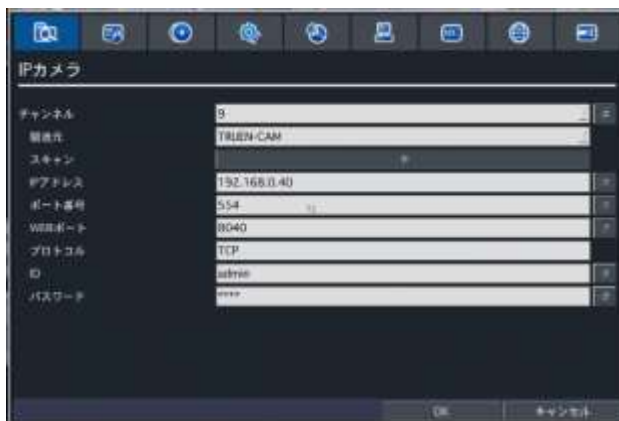 IPカメラ
チャンネル 9
製造元 TRUEN-CAM
スキャン
IPアドレス 192.168.0.40
ポート番号 554
WEBポート 8040
プロトコル TCP
ID admin
パスワード ****
OK キャンセル